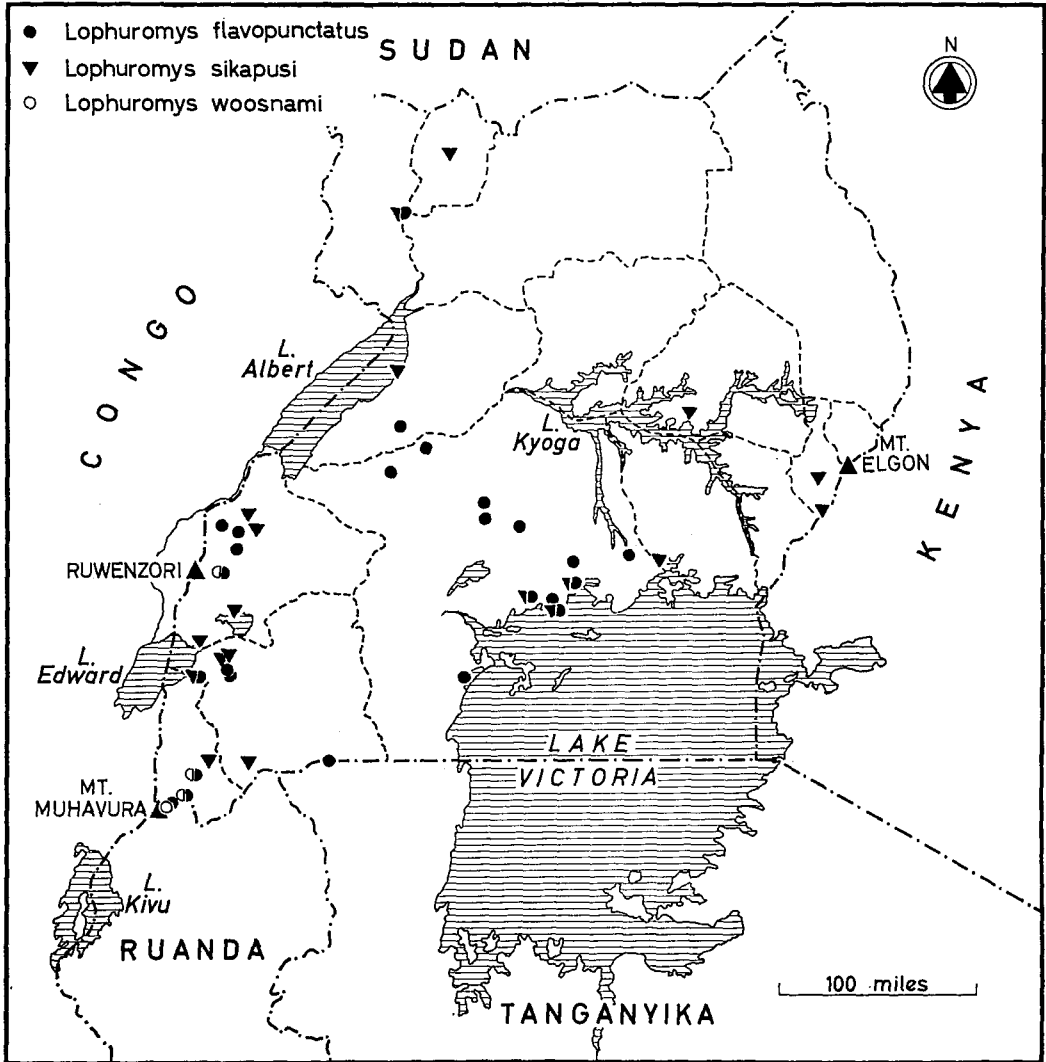 Lophuromys flavopunctatus
Lophuromys sikapusi
Lophuromys woosnami
SUDAN
N
CONGO
L.
Albert
L.
Kyoga
MT.
ELGON
KENYA
RUWENZORI
L.
Edward
LAKE
VICTORIA
MT.
MUHAVURA
L.
Kivu
RUANDA
100 miles
TANGANYIKA